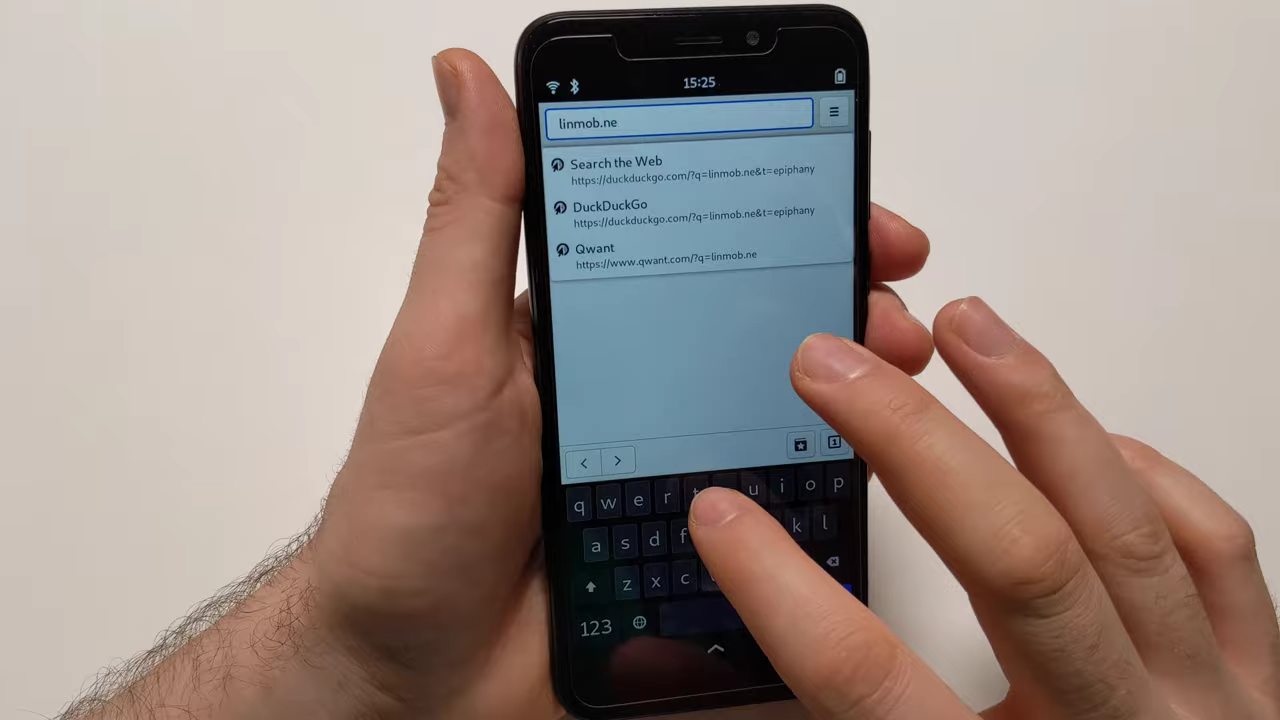 15:25
linmob.ne
Search the Web
https://duckduckgo.com/?q=linmob.ne&t=epiphany
DuckDuckGo
https://duckduckgo.com/?q=linmob.ne&t=epiphany
Qwant
https://www.qwant.com/?q=linmob.ne
1
q w e r t u i o p
a s d f k l
z x c
123